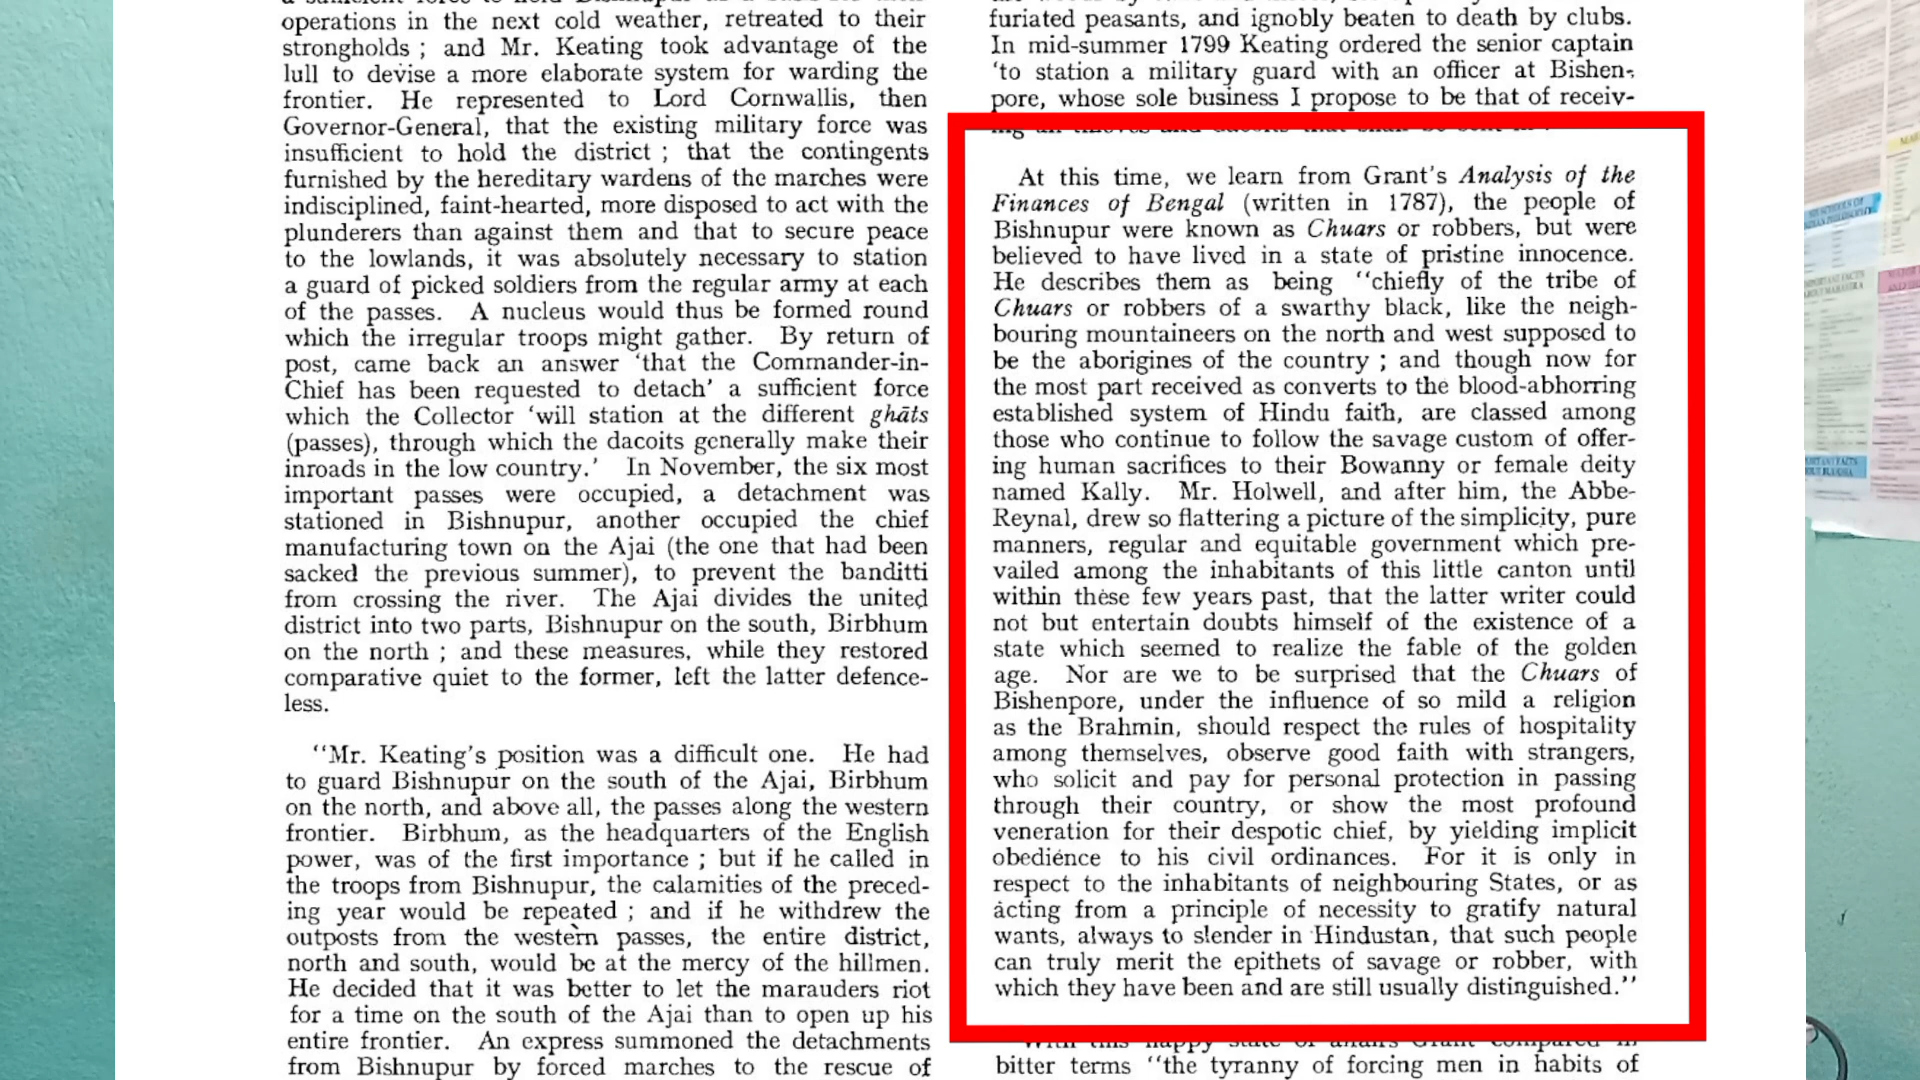 operations in the next cold weather, retreated to their
strongholds ; and Mr. Keating took advantage of the
lull to devise a more elaborate system for warding the
frontier. He represented to Lord Cornwallis, then
Governor-General, that the existing military force was
insufficient to hold the district ; that the contingents
furnished by the hereditary wardens of the marches were
indisciplined, faint-hearted, more disposed to act with the
plunderers than against them and that to secure peace
to the lowlands, it was absolutely necessary to station
a guard of picked soldiers from the regular army at each
of the passes. A nucleus would thus be formed round
which the irregular troops might gather. By return of
post, came back an answer 'that the Commander-in-
Chief has been requested to detach' a sufficient force
which the Collector 'will station at the different ghāts
(passes), through which the dacoits generally make their
inroads in the low country.' In November, the six most
important passes were occupied, a detachment was
stationed in Bishnupur, another occupied the chief
manufacturing town on the Ajai (the one that had been
sacked the previous summer), to prevent the banditti
from crossing the river. The Ajai divides the united
district into two parts, Bishnupur on the south, Birbhum
on the north ; and these measures, while they restored
comparative quiet to the former, left the latter defence-
less.
"Mr. Keating's position was a difficult one. He had
to guard Bishnupur on the south of the Ajai, Birbhum
on the north, and above all, the passes along the western
frontier. Birbhum, as the headquarters of the English
power, was of the first importance ; but if he called in
the troops from Bishnupur, the calamities of the preced-
ing year would be repeated ; and if he withdrew the
outposts from the western passes, the entire district,
north and south, would be at the mercy of the hillmen.
He decided that it was better to let the marauders riot
for a time on the south of the Ajai than to open up his
entire frontier. An express summoned the detachments
from Bishnupur by forced marches to the rescue of
furiated peasants, and ignobly beaten to death by clubs.
In mid-summer 1799 Keating ordered the senior captain
'to station a military guard with an officer at Bishen-
pore, whose sole business I propose to be that of receiv-
At this time, we learn from Grant's Analysis of the
Finances of Bengal (written in 1787), the people of
Bishnupur were known as Chuars or robbers, but were
believed to have lived in a state of pristine innocence.
He describes them as being "chiefly of the tribe of
Chuars or robbers of a swarthy black, like the neigh-
bouring mountaineers on the north and west supposed to
be the aborigines of the country ; and though now for
the most part received as converts to the blood-abhorring
established system of Hindu faith, are classed among
those who continue to follow the savage custom of offer-
ing human sacrifices to their Bowanny or female deity
named Kally. Mr. Holwell, and after him, the Abbe-
Reynal, drew so flattering a picture of the simplicity, pure
manners, regular and equitable government which pre-
vailed among the inhabitants of this little canton until
within these few years past, that the latter writer could
not but entertain doubts himself of the existence of a
state which seemed to realize the fable of the golden
age. Nor are we to be surprised that the Chuars of
Bishenpore, under the influence of so mild a religion
as the Brahmin, should respect the rules of hospitality
among themselves, observe good faith with strangers,
who solicit and pay for personal protection in passing
through their country, or show the most profound
veneration for their despotic chief, by yielding implicit
obedience to his civil ordinances. For it is only in
respect to the inhabitants of neighbouring States, or as
acting from a principle of necessity to gratify natural
wants, always to slender in Hindustan, that such people
can truly merit the epithets of savage or robber, with
which they have been and are still usually distinguished."
bitter terms "the tyranny of forcing men in habits of